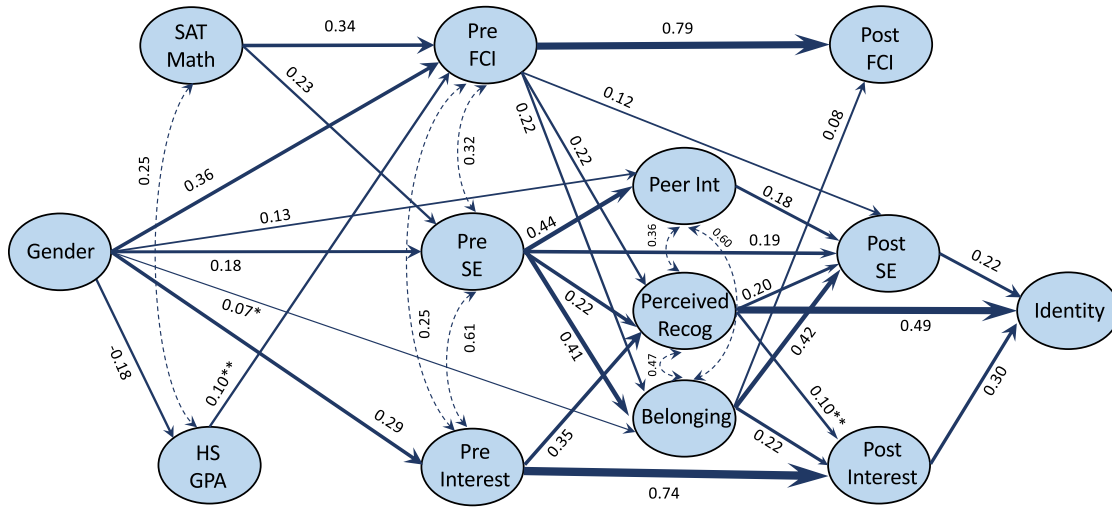 SAT
Math
0.34
Pre
FCI
0.79
Post
FCI
0.23
0.12
0.22
0.22
0.08
0.25
0.36
0.32
Peer Int
0.18
0.13
0.44
Gender
0.18
Pre
SE
0.19
0.36
0.60
Post
SE
0.22
0.07*
0.22
0.20
Perceived
Recog
0.49
Identity
-0.18
0.10**
0.25
0.61
0.41
0.47
0.42
0.30
0.29
0.35
Belonging
0.10**
0.22
HS
GPA
Pre
Interest
0.74
Post
Interest